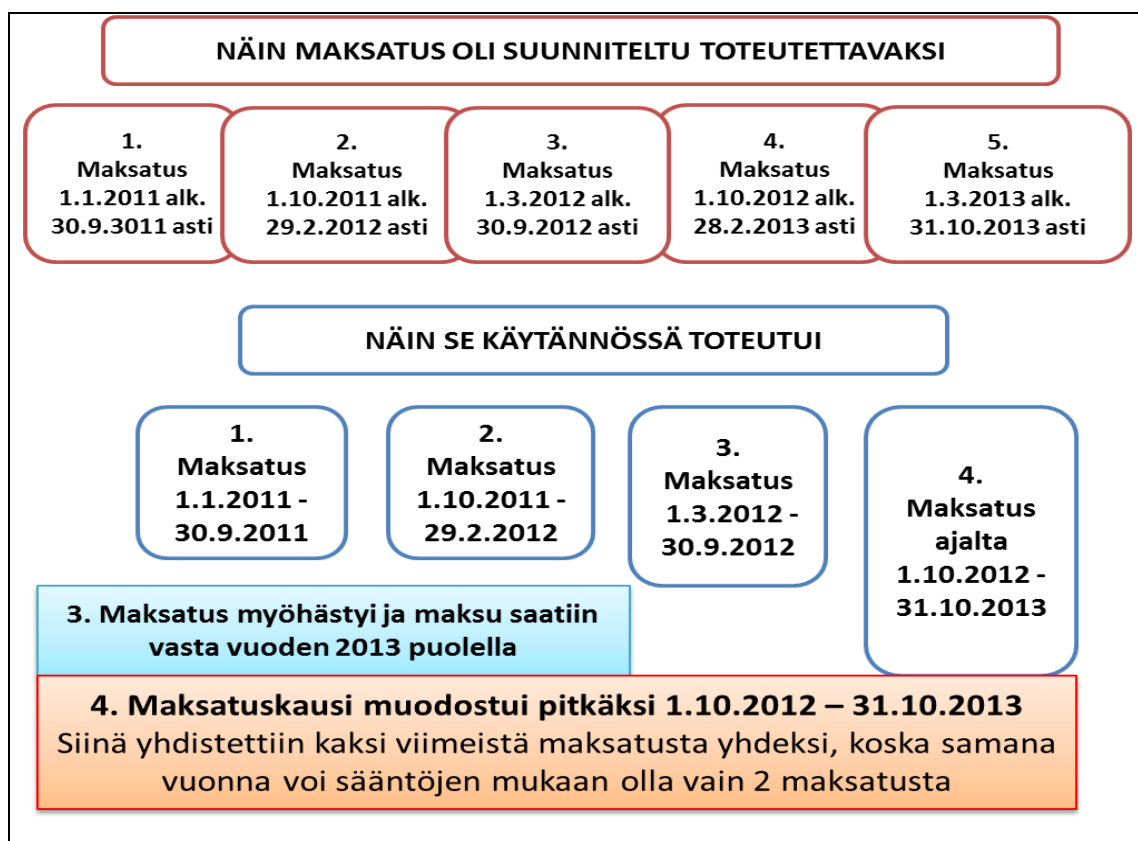 NÄIN MAKSATUS OLI SUUNNITELTU TOTEUTETTAVAKSI
1.
Maksatus
1.1.2011 alk.
30.9.3011 asti
2.
Maksatus
1.10.2011 alk.
29.2.2012 asti
3.
Maksatus
1.3.2012 alk.
30.9.2012 asti
4.
Maksatus
1.10.2012 alk.
28.2.2013 asti
5.
Maksatus
1.3.2013 alk.
31.10.2013 asti
NÄIN SE KÄYTÄNNÖSSÄ TOTEUTUI
1.
Maksatus
1.1.2011 -
30.9.2011
2.
Maksatus
1.10.2011 -
29.2.2012
3.
Maksatus
1.3.2012 -
30.9.2012
4.
Maksatus
ajalta
1.10.2012 -
31.10.2013
3. Maksatus myöhästyi ja maksu saatiin
vasta vuoden 2013 puolella
4. Maksatuskausi muodostui pitkäksi 1.10.2012 – 31.10.2013
Siinä yhdistettiin kaksi viimeistä maksatusta yhdeksi, koska samana
vuonna voi sääntöjen mukaan olla vain 2 maksatusta